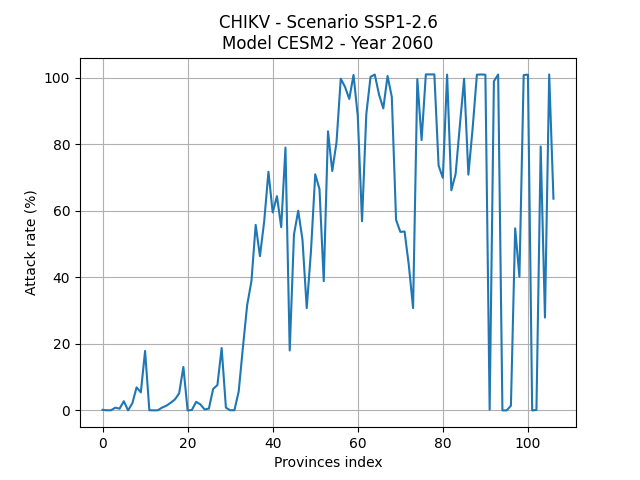 CHIKV - Scenario SSP1-2.6
Model CESM2 - Year 2060
Attack rate (%)
100
80
60
40
20
0
0 20 40 60 80 100
Provinces index